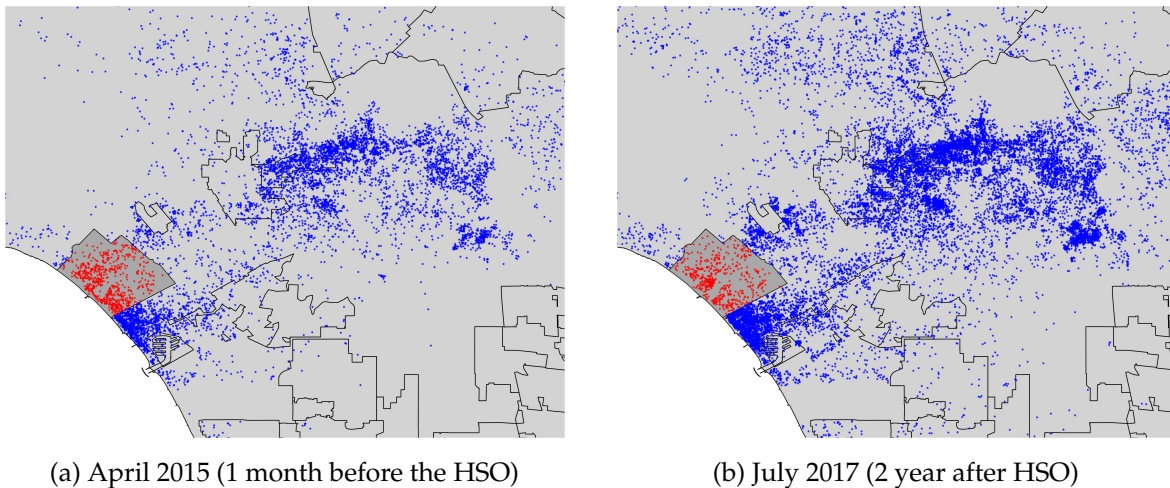 (a) April 2015 (1 month before the HSO)
(b) July 2017 (2 year after HSO)